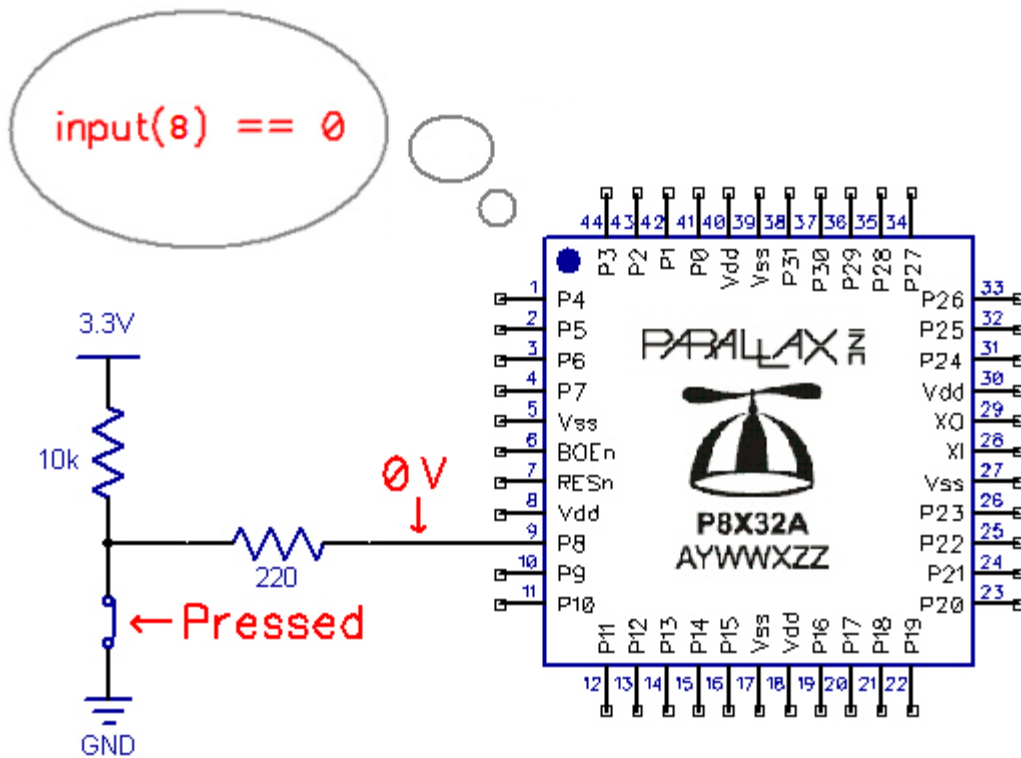 input(8) == 0
44 43 42 41 40 39 38 37 36 35 34
P3 P2 P1 P0 Vdd Vss P31 P30 P29 P28 P27
3.3V
10k
220
0V
←Pressed
GND
1 P4
2 P5
3 P6
4 P7
5 Vss
6 BOEn
7 RESn
8 Vdd
9 P8
10 P9
11 P10
PARALLAX INC
P8X32A
AYWWXZZ
P26 33
P25 32
P24 31
Vdd 30
XO 29
XI 28
Vss 27
P23 26
P22 25
P21 24
P20 23
P11 P12 P13 P14 P15 Vss Vdd P16 P17 P18 P19
12 13 14 15 16 17 18 19 20 21 22